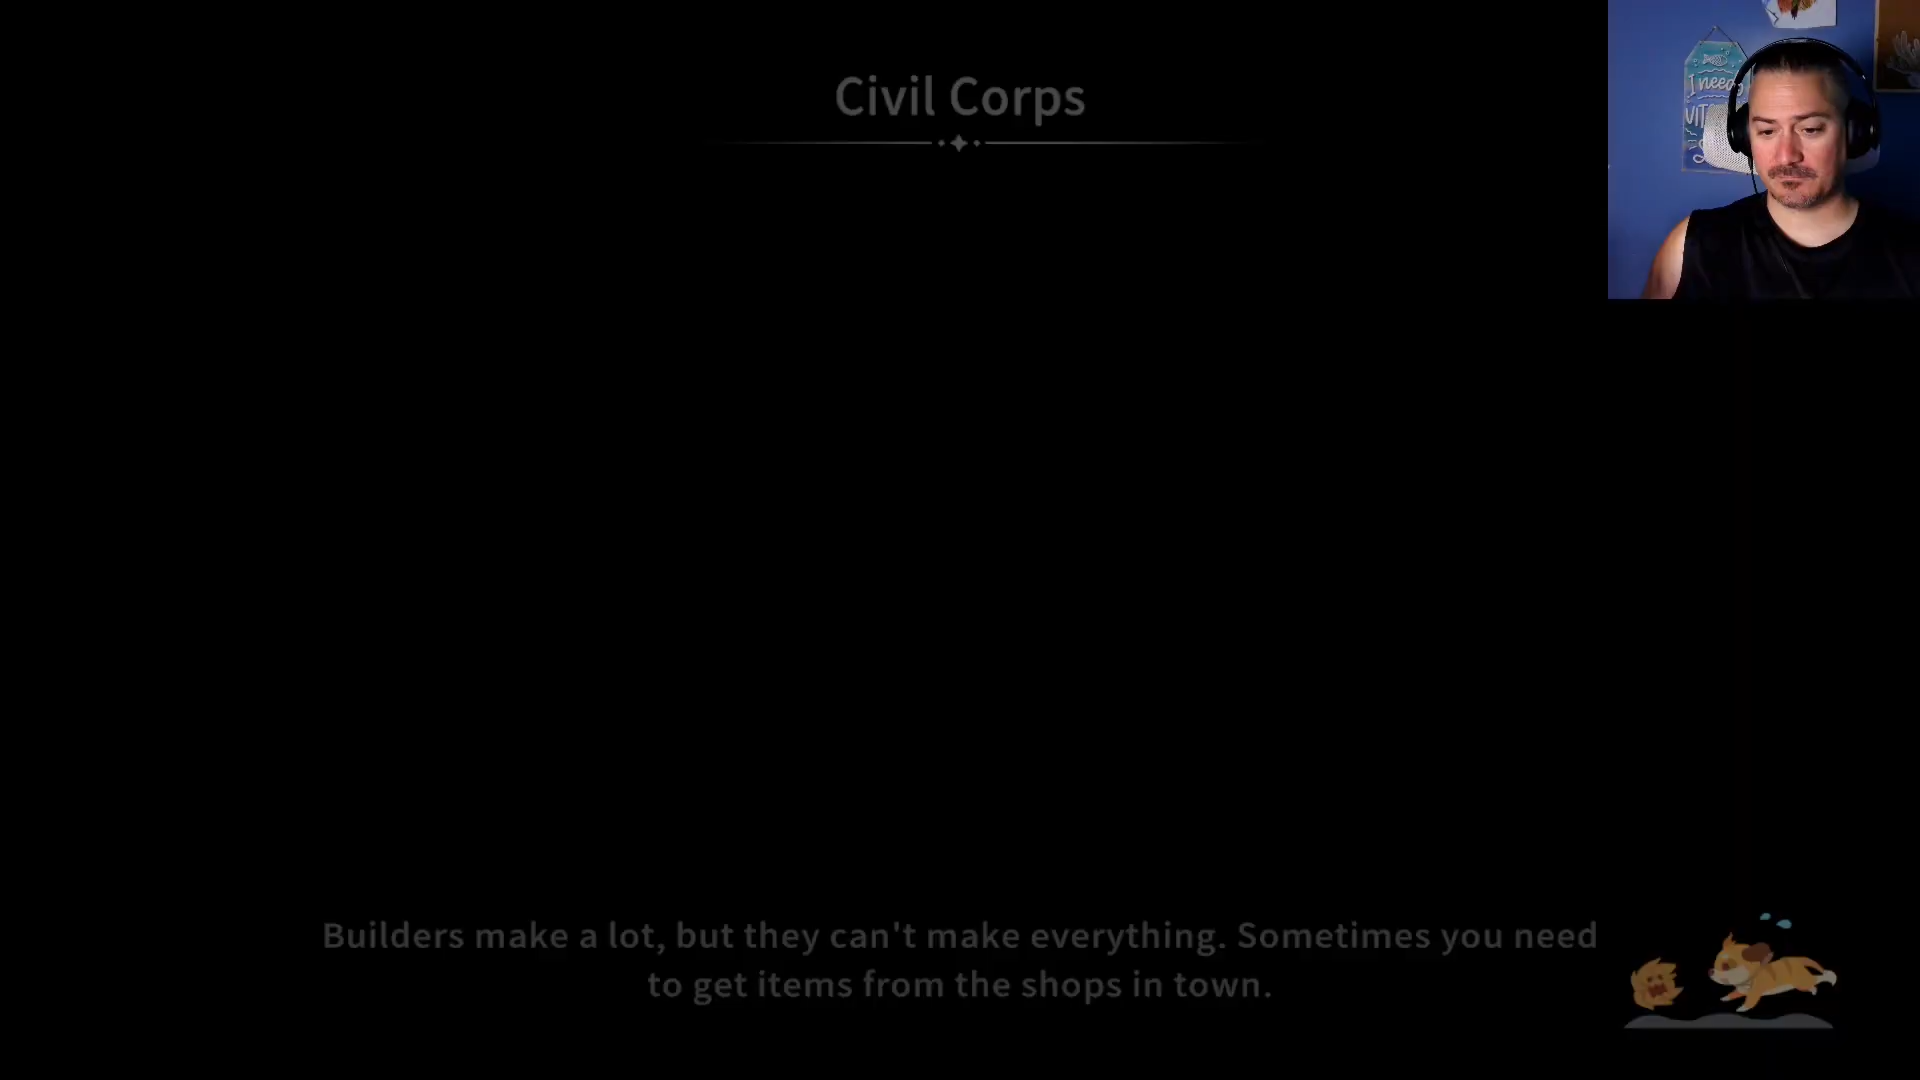 Civil Corps
I need
Builders make a lot, but they can't make everything. Sometimes you need
to get items from the shops in town.